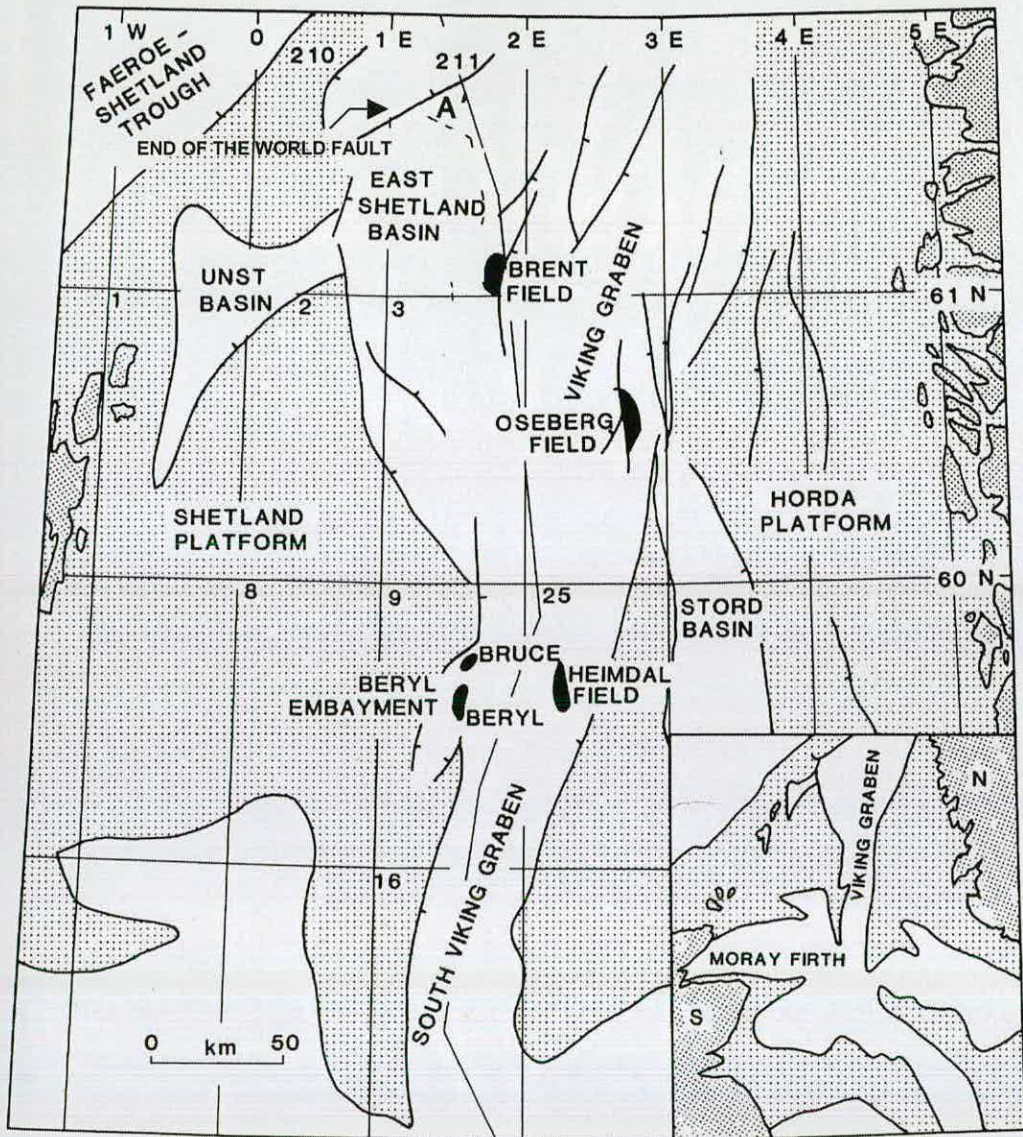 1 W
0
1 E
2 E
3 E
4 E
5 E
FAEROE -
SHETLAND
TROUGH
210
211
A
END OF THE WORLD FAULT
EAST
SHETLAND
BASIN
UNST
BASIN
BRENT
FIELD
VIKING GRABEN
1
2
3
61 N
OSEBERG
FIELD
SHETLAND
PLATFORM
HORDA
PLATFORM
8
9
25
60 N
STORD
BASIN
BRUCE
BERYL
EMBAYMENT
BERYL
HEIMDAL
FIELD
SOUTH VIKING GRABEN
16
0 km 50
N
VIKING GRABEN
MORAY FIRTH
S